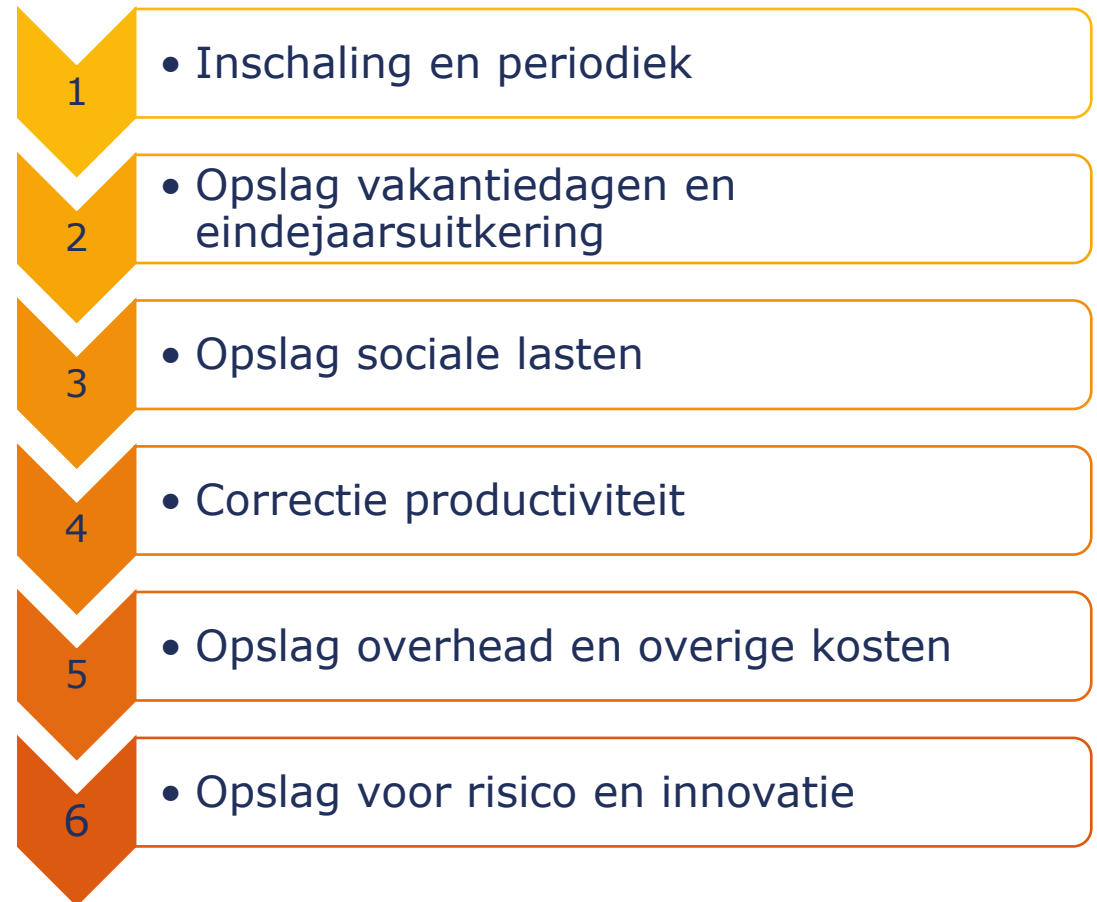 1
• Inschaling en periodiek
2
• Opslag vakantiedagen en
eindejaarsuitkering
3
• Opslag sociale lasten
4
• Correctie productiviteit
5
• Opslag overhead en overige kosten
6
• Opslag voor risico en innovatie